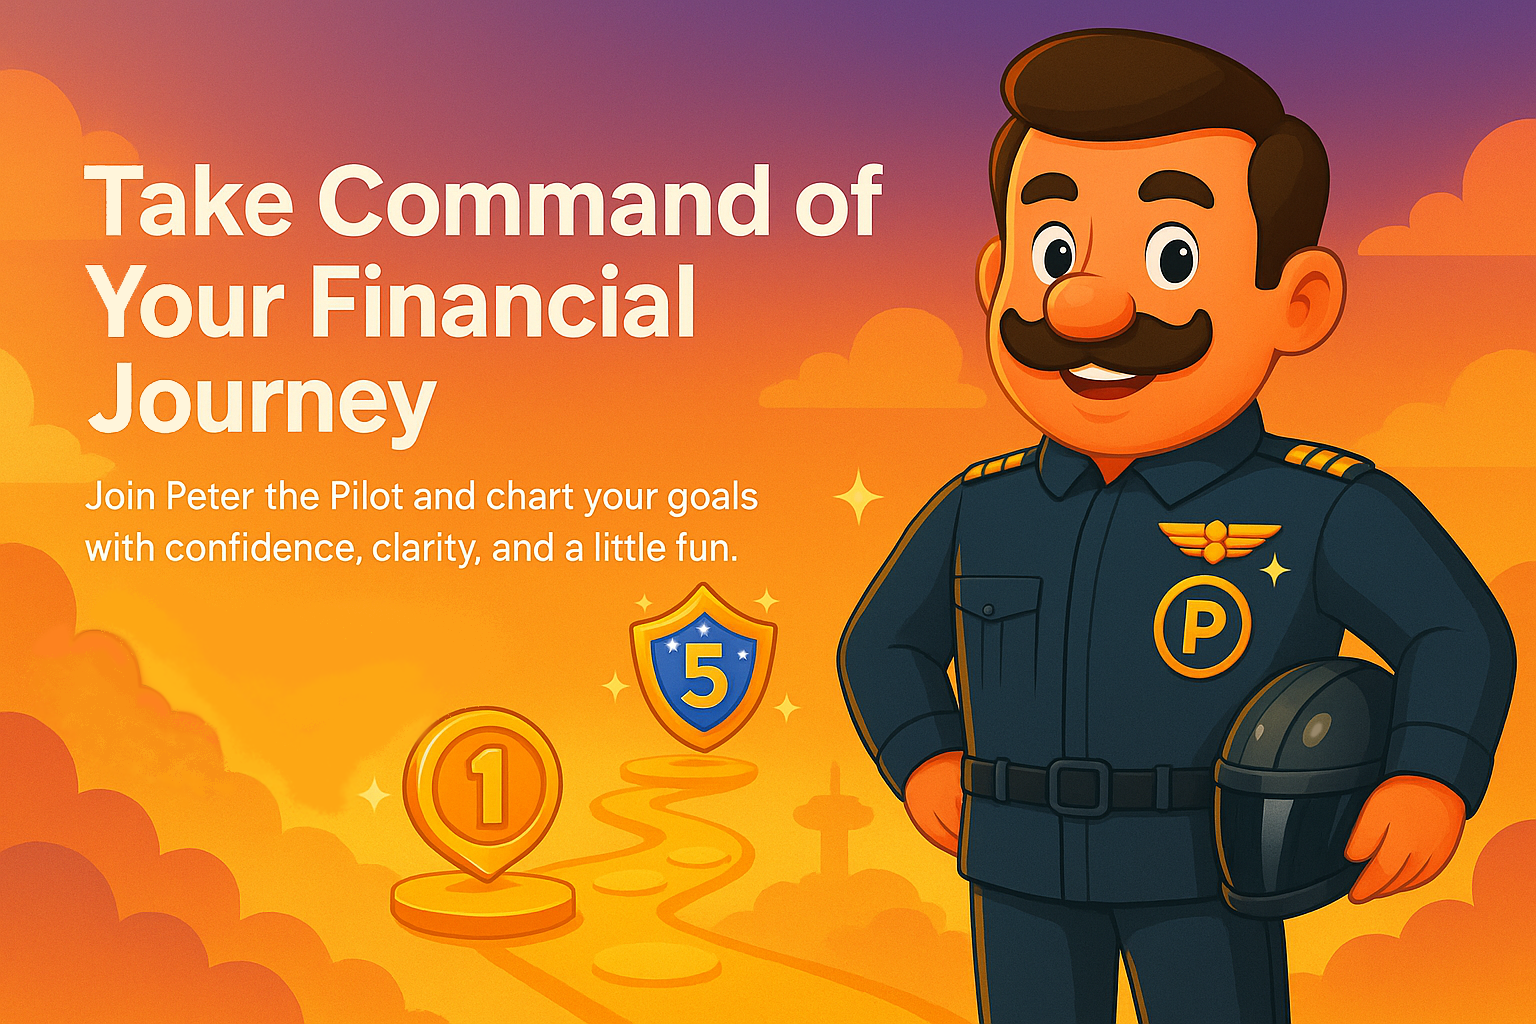 Take Command of
Your Financial
Journey
Join Peter the Pilot and chart your goals
with confidence, clarity, and a little fun.
5
1
P